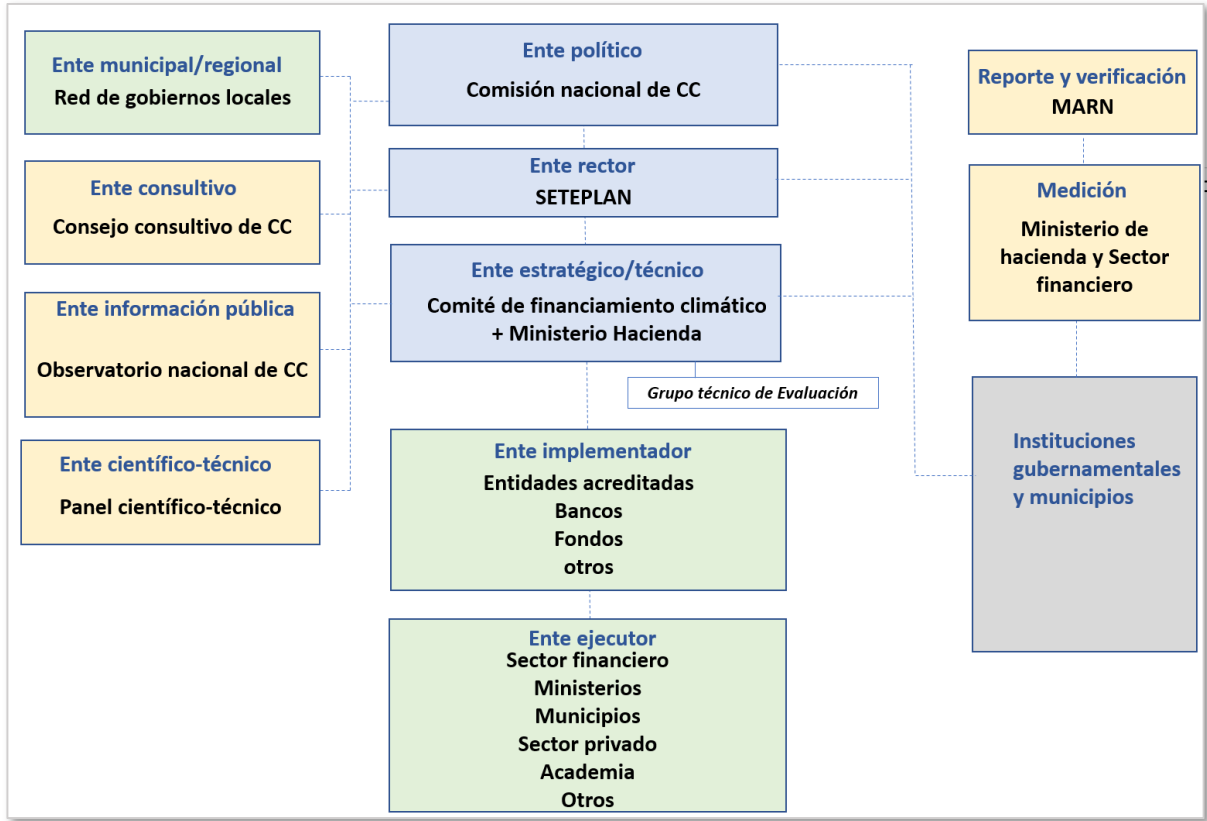 Ente municipal/regional
Red de gobiernos locales
Ente consultivo
Consejo consultivo de CC
Ente información pública
Observatorio nacional de CC
Ente científico-técnico
Panel científico-técnico
Ente político
Comisión nacional de CC
Ente rector
SETEPLAN
Ente estratégico/técnico
Comité de financiamiento climático
+ Ministerio Hacienda
Grupo técnico de Evaluación
Ente implementador
Entidades acreditadas
Bancos
Fondos
otros
Ente ejecutor
Sector financiero
Ministerios
Municipios
Sector privado
Academia
Otros
Reporte y verificación
MARN
Medición
Ministerio de
hacienda y Sector
financiero
Instituciones
gubernamentales
y municipios